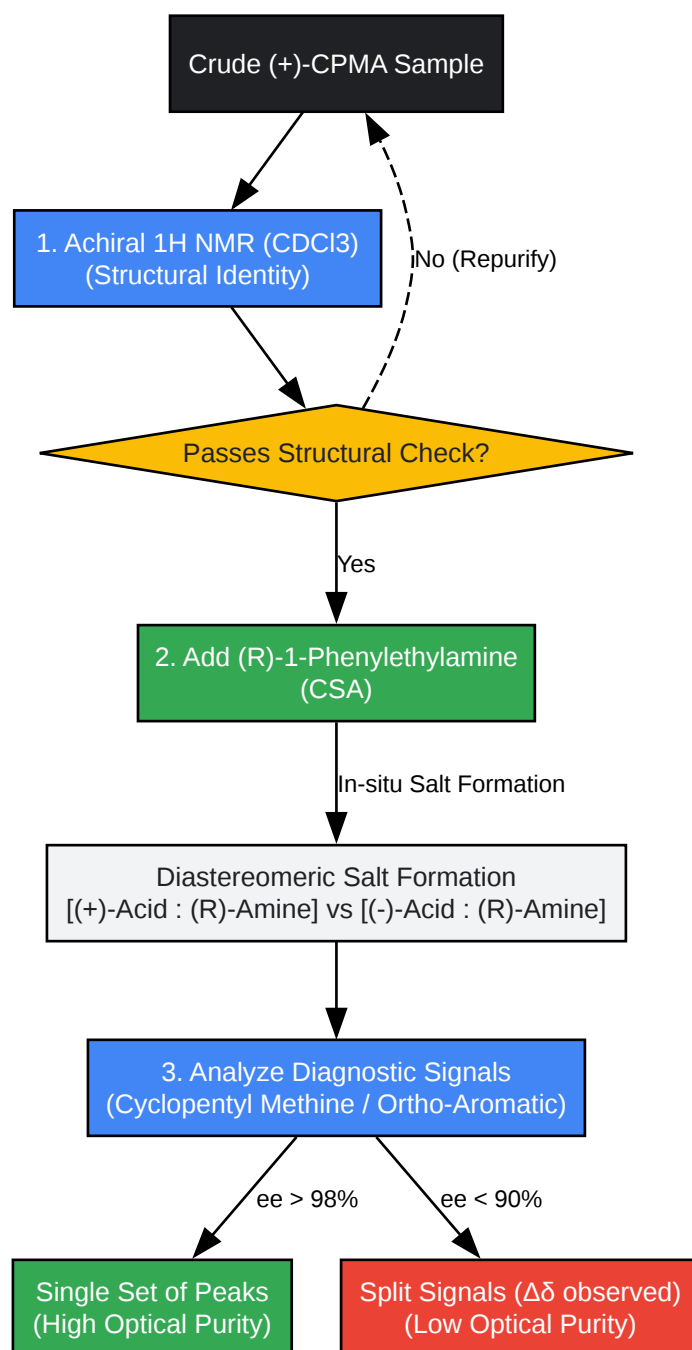 Crude (+)-CPMA Sample
1. Achiral 1H NMR (CDCl3)
(Structural Identity)
No (Repurify)
Passes Structural Check?
Yes
2. Add (R)-1-Phenylethylamine
(CSA)
In-situ Salt Formation
Diastereomeric Salt Formation
[(+)-Acid : (R)-Amine] vs [(-)-Acid : (R)-Amine]
3. Analyze Diagnostic Signals
(Cyclopentyl Methine / Ortho-Aromatic)
ee > 98%
ee < 90%
Single Set of Peaks
(High Optical Purity)
Split Signals (Δδ observed)
(Low Optical Purity)